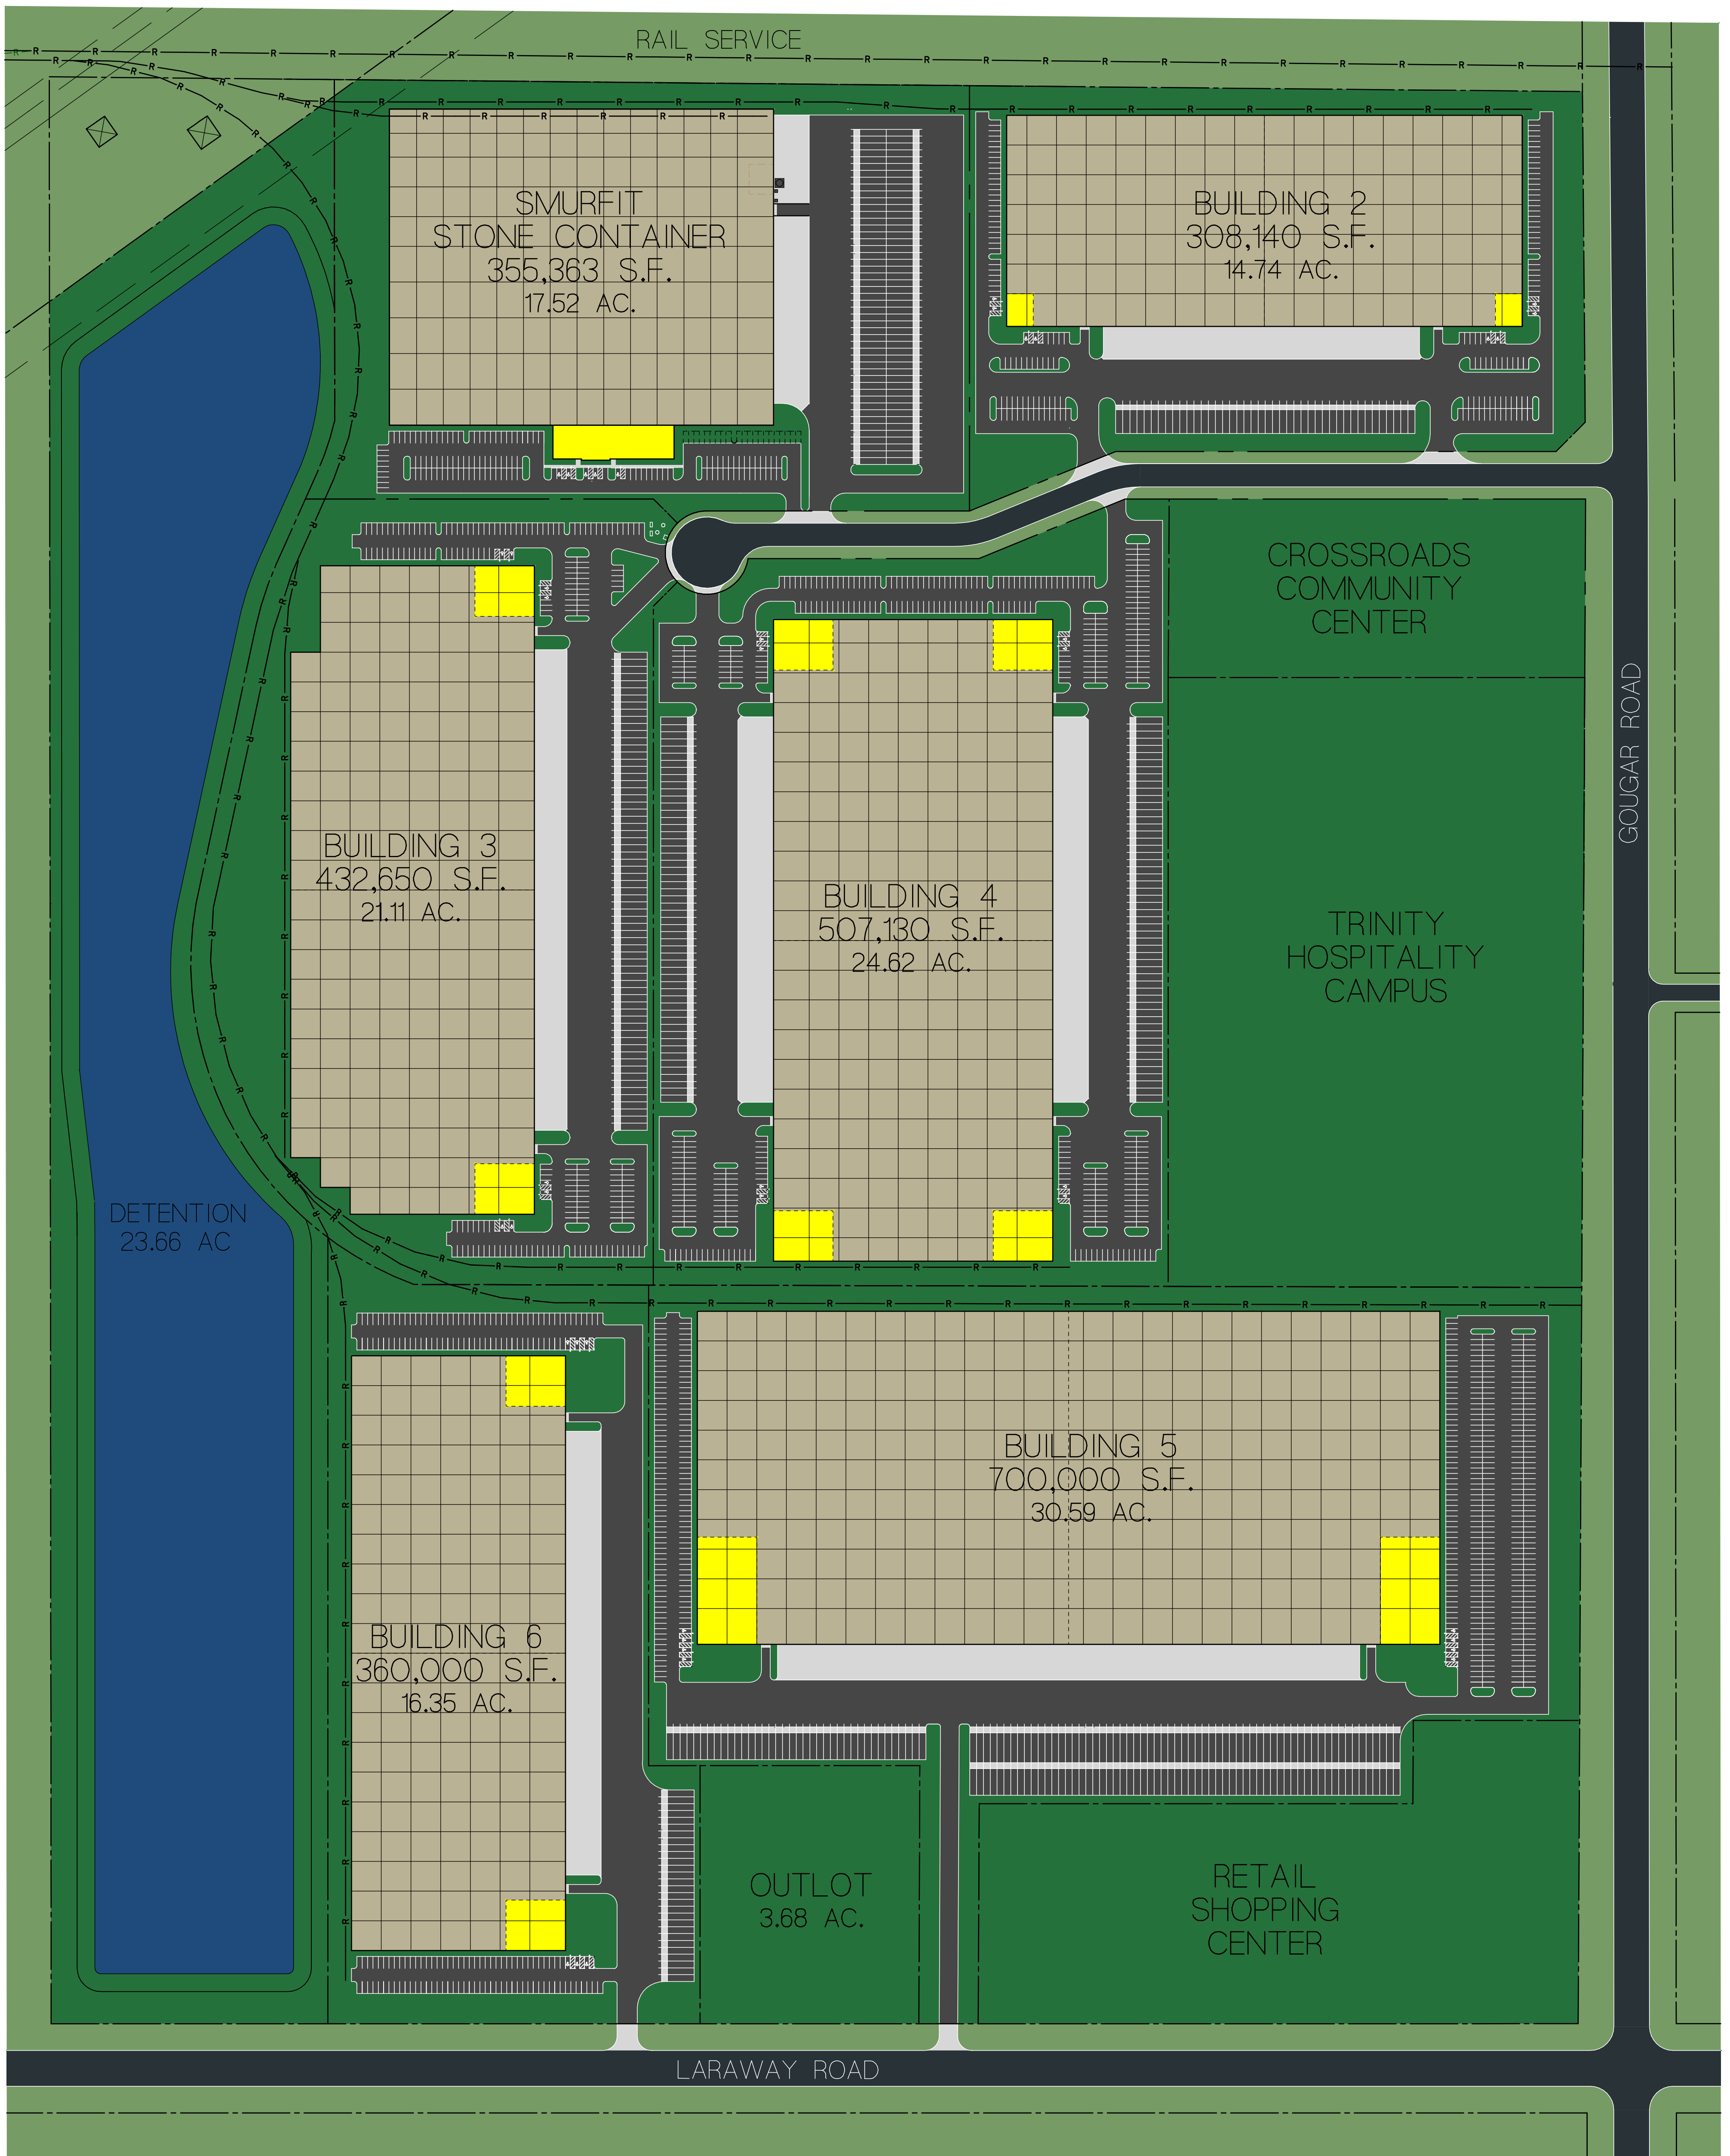 RAIL SERVICE
SMURFIT
STONE CONTAINER
355,363 S.F.
17.52 AC.
BUILDING 2
308,140 S.F.
14.74 AC.
CROSSROADS
COMMUNITY
CENTER
GOUGAR ROAD
BUILDING 3
432,650 S.F.
21.11 AC.
BUILDING 4
507,130 S.F.
24.62 AC.
TRINITY
HOSPITALITY
CAMPUS
DETENTION
23.66 AC
BUILDING 5
700,000 S.F.
30.59 AC.
BUILDING 6
360,000 S.F.
16.35 AC.
OUTLOT
3.68 AC.
RETAIL
SHOPPING
CENTER
LARAWAY ROAD